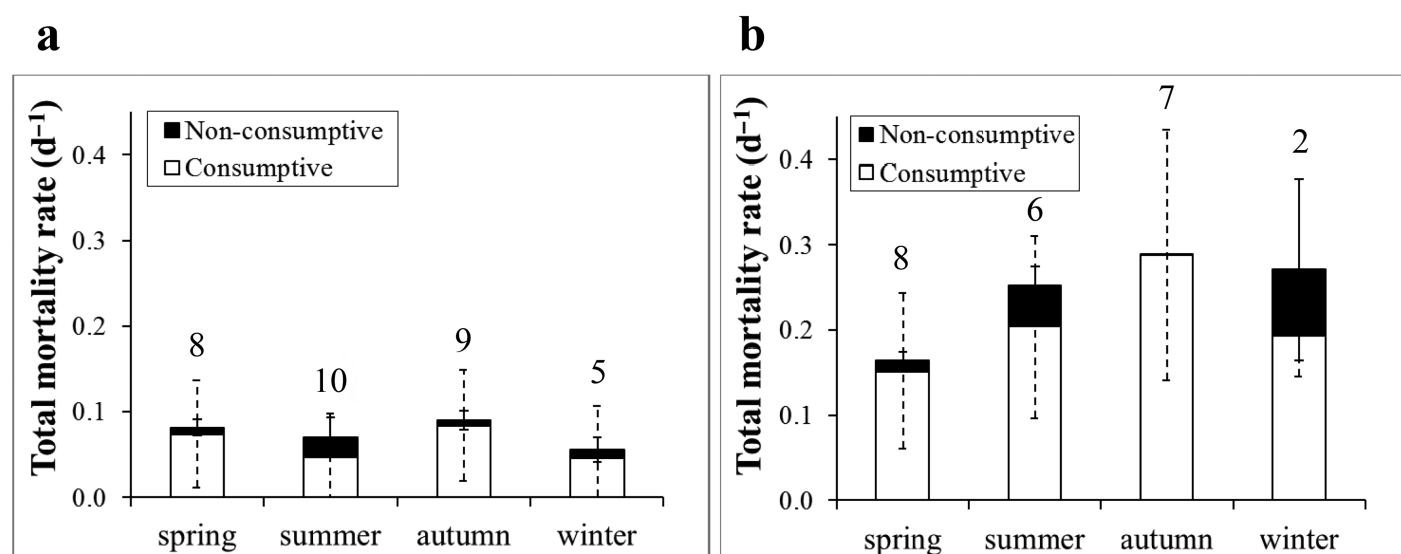 a
Total mortality rate (d⁻¹)
Non-consumptive
Consumptive
0.4
0.3
0.2
0.1
0.0
8
10
9
5
spring
summer
autumn
winter
b
Total mortality rate (d⁻¹)
Non-consumptive
Consumptive
0.4
0.3
0.2
0.1
0.0
8
6
7
2
spring
summer
autumn
winter